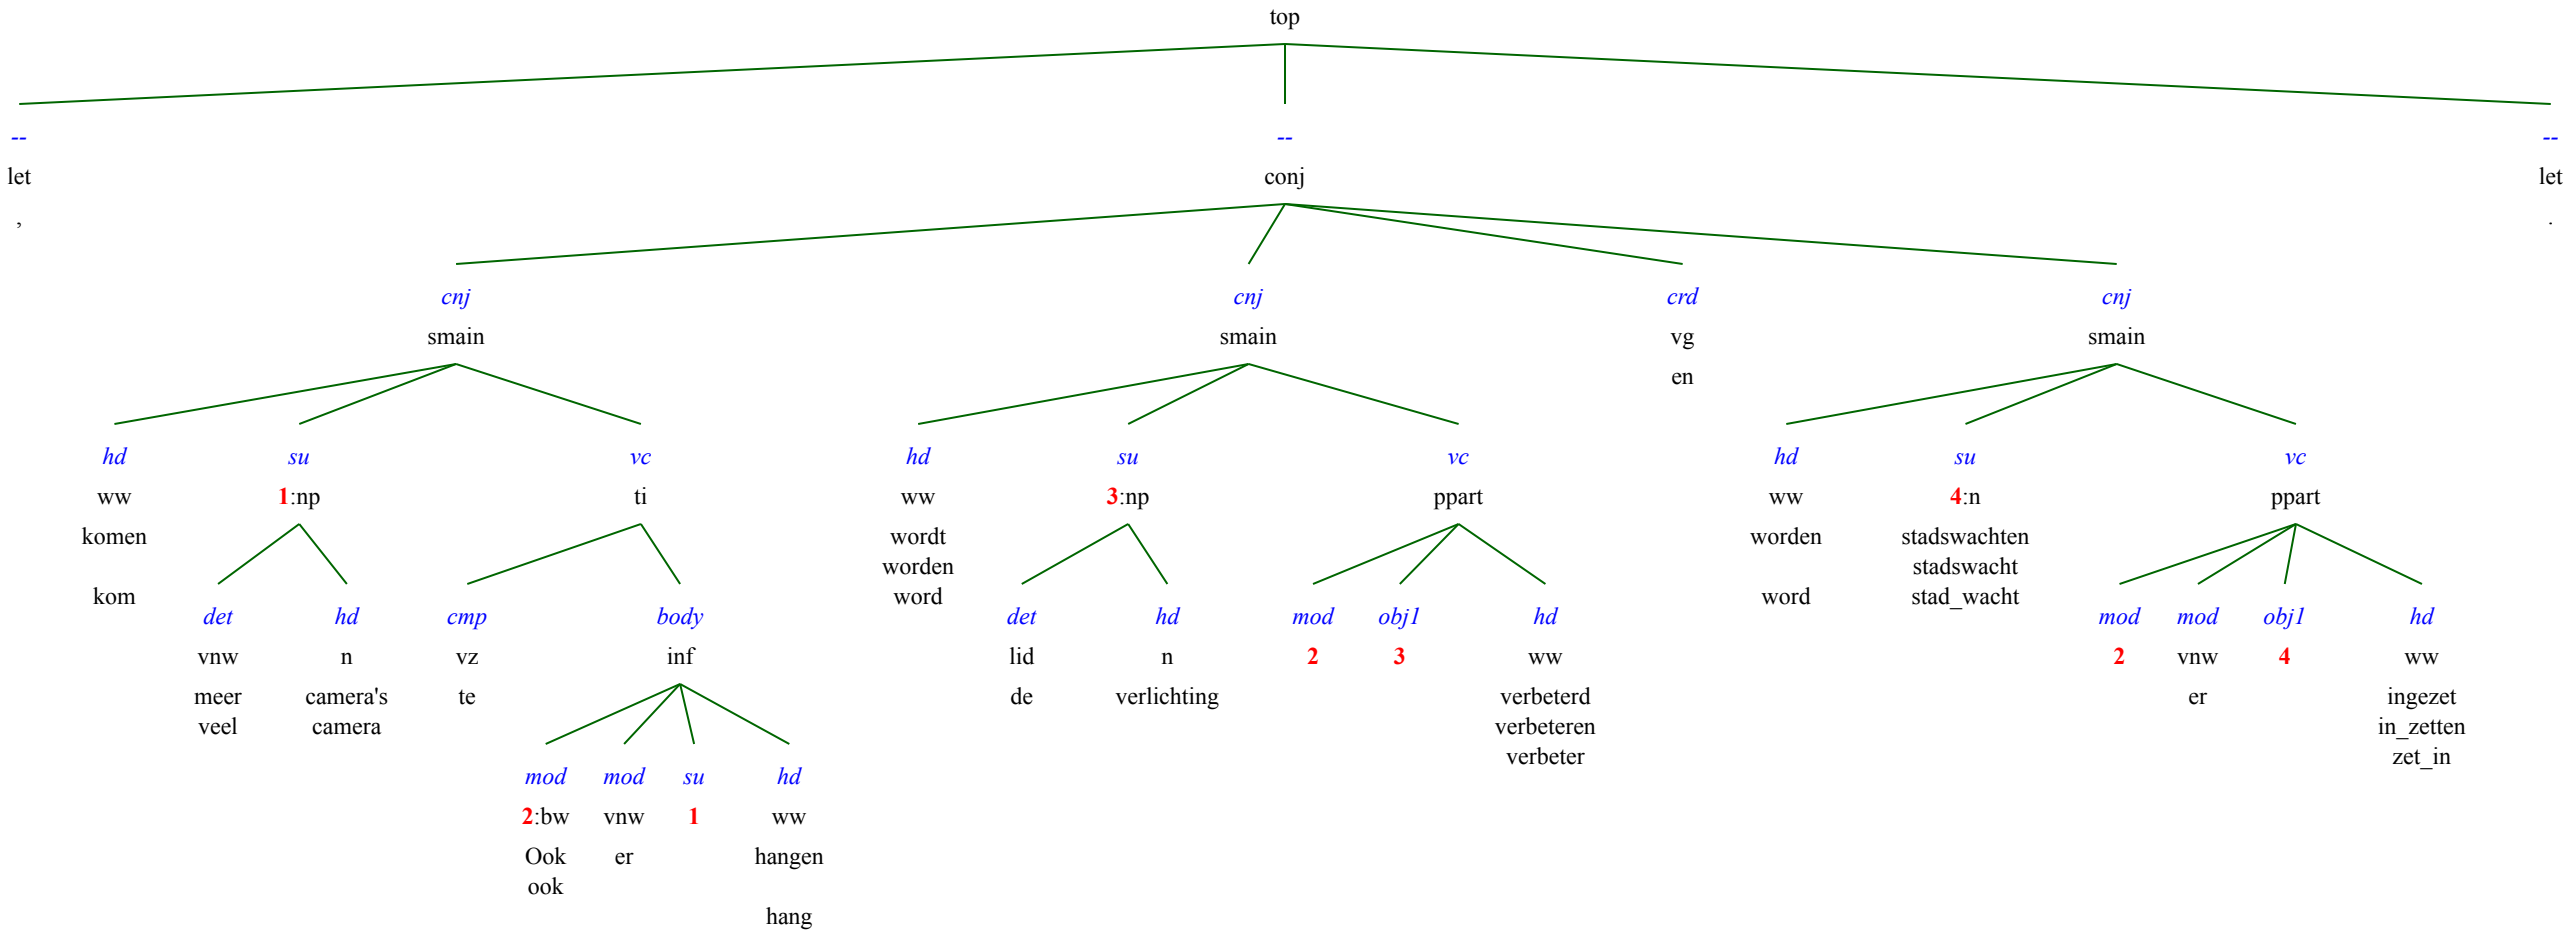 top
-- -- --
let conj let
, .
cnj cnj crd cnj
smain smain vg smain
en
hd su vc hd su vc hd su vc
ww 1:np ti ww 3:np ppart ww 4:n ppart
komen wordt worden stadswachten
worden stadswacht
kom word word stad_wacht
det hd cmp body det hd mod obj1 hd mod mod obj1 hd
vnw n vz inf lid n 2 3 ww 2 vnw 4 ww
meer camera's te de verlichting verbeterd er ingezet
veel camera verbeteren in_zetten
verbeter zet_in
mod mod su hd
2:bw vnw 1 ww
Ook er hangen
ook
hang